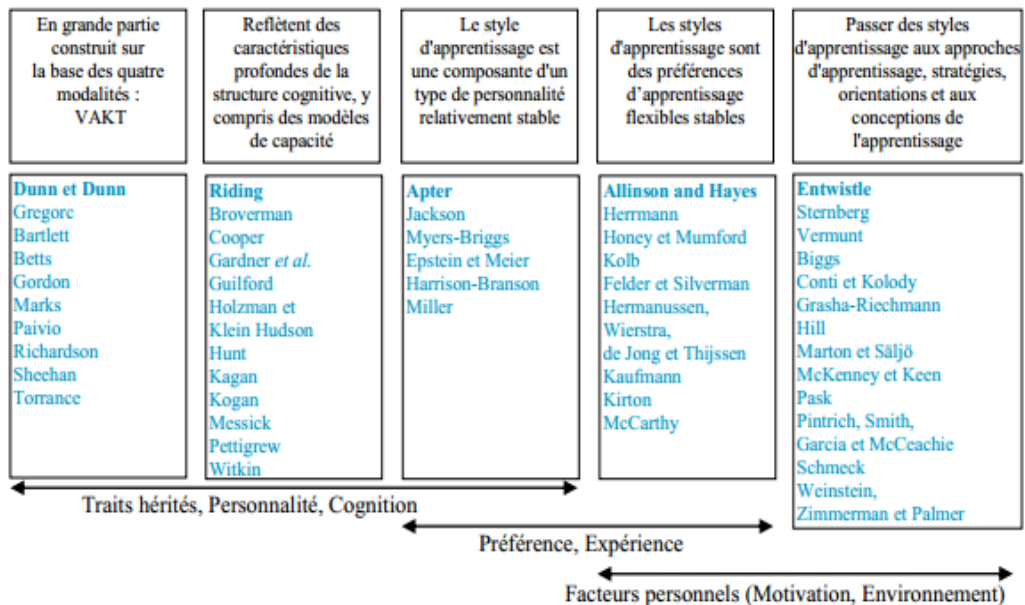 En grande partie
construit sur
la base des quatre
modalités :
VAKT
Reflètent des
caractéristiques
profondes de la
structure cognitive, y
compris des modèles
de capacité
Le style
d'apprentissage est
une composante d'un
type de personnalité
relativement stable
Les styles
d'apprentissage sont
des préférences
d’apprentissage
flexibles stables
Passer des styles
d'apprentissage aux approches
d'apprentissage, stratégies,
orientations et aux
conceptions de
l'apprentissage
Dunn et Dunn
Gregorc
Bartlett
Betts
Gordon
Marks
Paivio
Richardson
Sheehan
Torrance
Riding
Broverman
Cooper
Gardner et al.
Guilford
Holzman et
Klein Hudson
Hunt
Kagan
Kogan
Messick
Pettigrew
Witkin
Apter
Jackson
Myers-Briggs
Epstein et Meier
Harrison-Branson
Miller
Allinson and Hayes
Herrmann
Honey et Mumford
Kolb
Felder et Silverman
Hermanussen,
Wierstra,
de Jong et Thijssen
Kaufmann
Kirton
McCarthy
Entwistle
Sternberg
Vermunt
Biggs
Conti et Kolody
Grasha-Riechmann
Hill
Marton et Säljö
McKenney et Keen
Pask
Pintrich, Smith,
Garcia et McCeachie
Schmeck
Weinstein,
Zimmerman et Palmer
Traits hérités, Personnalité, Cognition
Préférence, Expérience
Facteurs personnels (Motivation, Environnement)